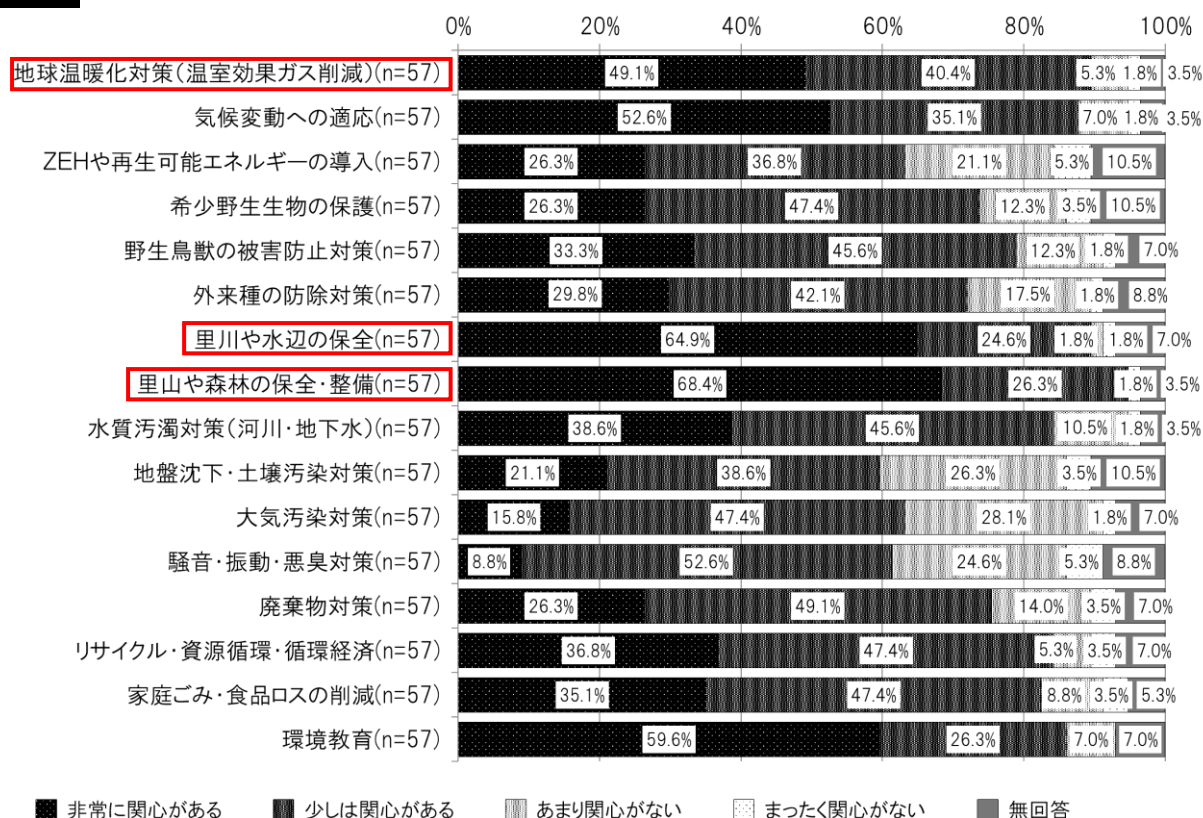 0% 20% 40% 60% 80% 100%
地球温暖化対策(温室効果ガス削減)(n=57) 49.1% 40.4% 5.3% 1.8% 3.5%
気候変動への適応(n=57) 52.6% 35.1% 7.0% 1.8% 3.5%
ZEHや再生可能エネルギーの導入(n=57) 26.3% 36.8% 21.1% 5.3% 10.5%
希少野生生物の保護(n=57) 26.3% 47.4% 12.3% 3.5% 10.5%
野生鳥獣の被害防止対策(n=57) 33.3% 45.6% 12.3% 1.8% 7.0%
外来種の防除対策(n=57) 29.8% 42.1% 17.5% 1.8% 8.8%
里川や水辺の保全(n=57) 64.9% 24.6% 1.8% 1.8% 7.0%
里山や森林の保全・整備(n=57) 68.4% 26.3% 1.8% 3.5%
水質汚濁対策(河川・地下水)(n=57) 38.6% 45.6% 10.5% 1.8% 3.5%
地盤沈下・土壌汚染対策(n=57) 21.1% 38.6% 26.3% 3.5% 10.5%
大気汚染対策(n=57) 15.8% 47.4% 28.1% 1.8% 7.0%
騒音・振動・悪臭対策(n=57) 8.8% 52.6% 24.6% 5.3% 8.8%
廃棄物対策(n=57) 26.3% 49.1% 14.0% 3.5% 7.0%
リサイクル・資源循環・循環経済(n=57) 36.8% 47.4% 5.3% 3.5% 7.0%
家庭ごみ・食品ロスの削減(n=57) 35.1% 47.4% 8.8% 3.5% 5.3%
環境教育(n=57) 59.6% 26.3% 7.0% 7.0%
非常に関心がある 少しは関心がある あまり関心がない まったく関心がない 無回答